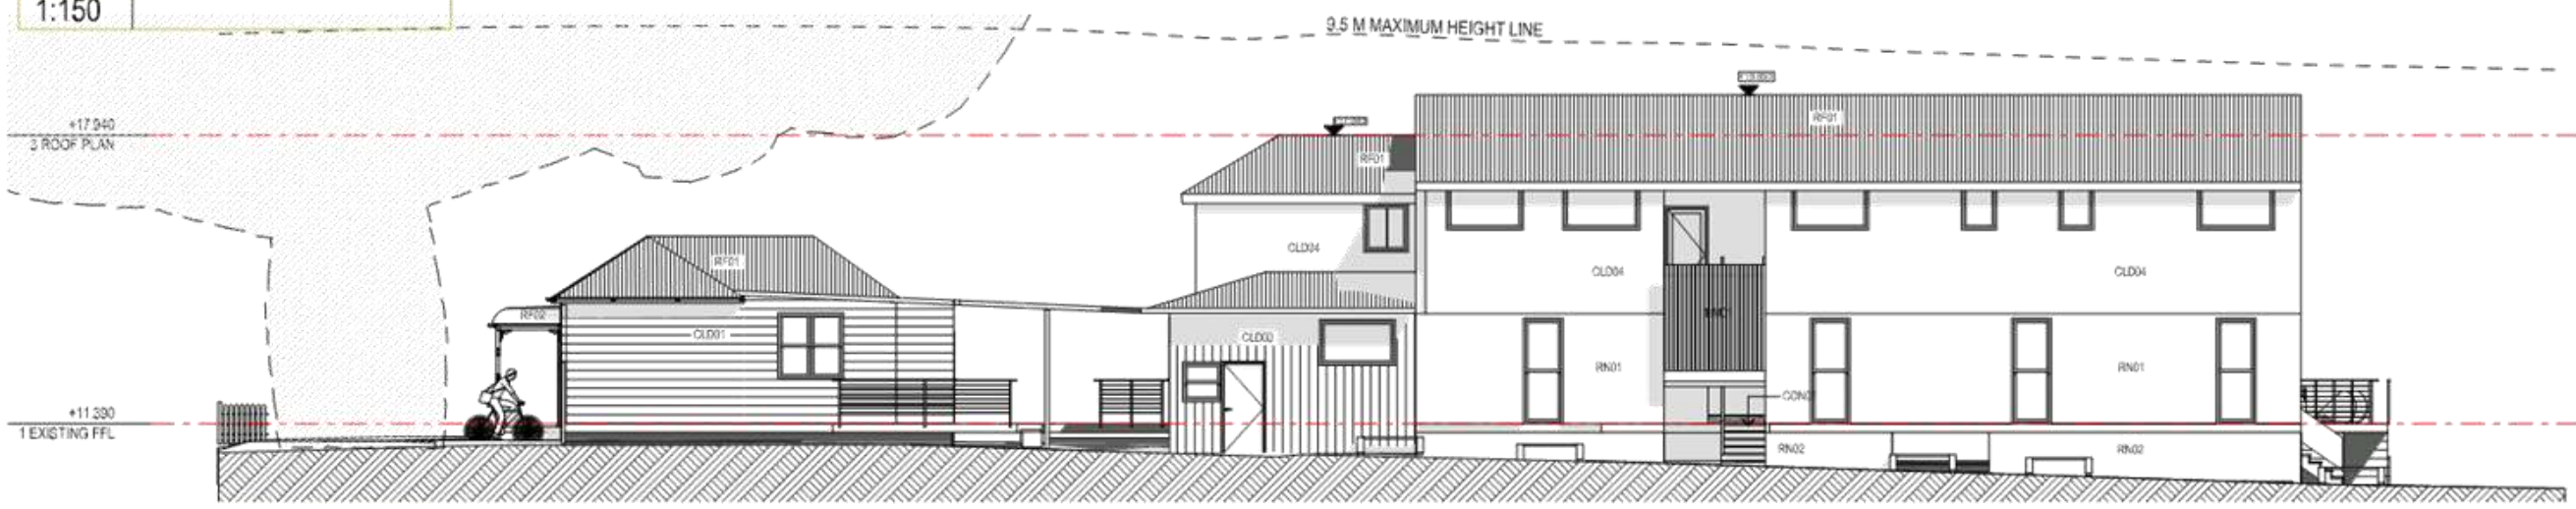 1:150
9.5 M MAXIMUM HEIGHT LINE
+17.940
3 ROOF PLAN
RF01
RF01
CLD04
RF01
CLD04
CLD04
RF02
CLD01
CLD03
RN01
RN01
+11.390
1 EXISTING FFL
RN02
RN02